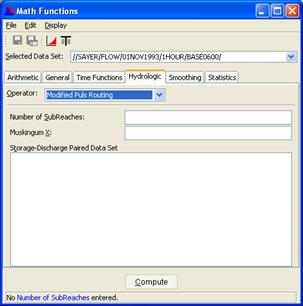 Math Functions
File Edit Display
Selected Data Set: //SAYER/FLOW/01NOV1993/1HOUR/BASE0600/
Arithmetic General Time Functions Hydrologic Smoothing Statistics
Operator: Modified Puls Routing
Number of SubReaches:
Muskingum X:
Storage-Discharge Paired Data Set
Compute
No Number of SubReaches entered.